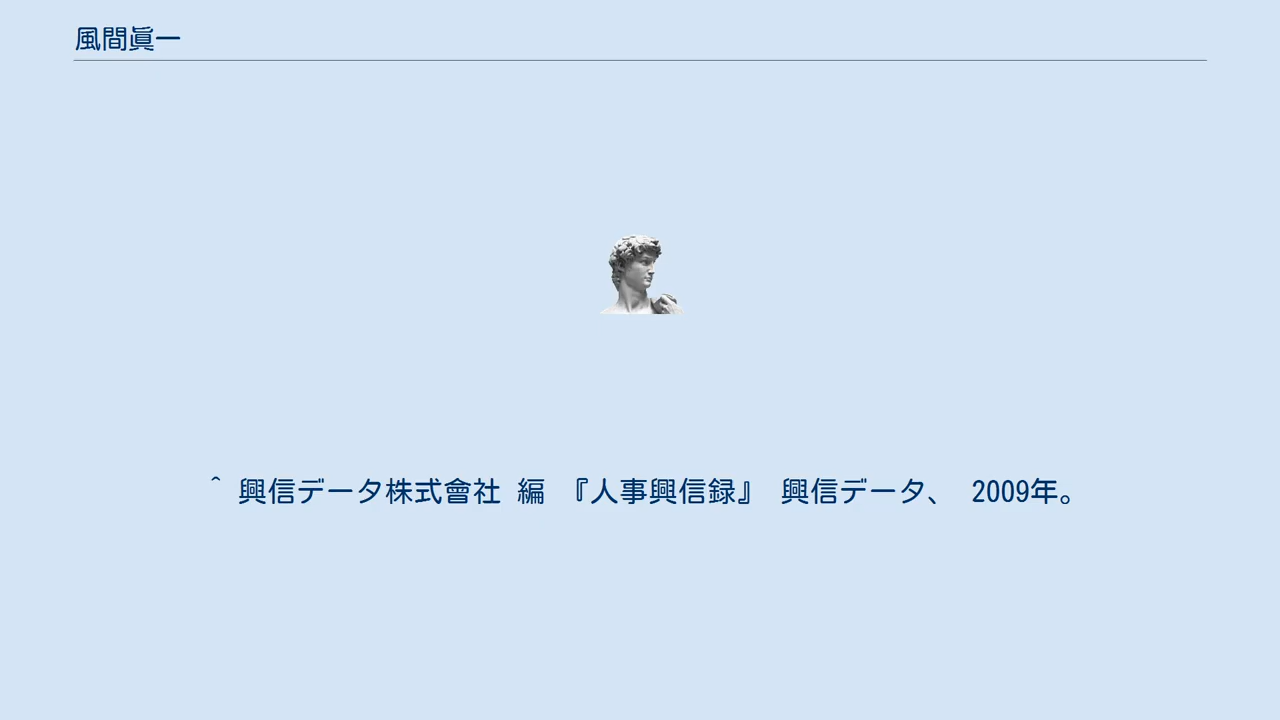 風間眞一
^ 興信データ株式會社 編 『人事興信録』 興信データ、 2009年。